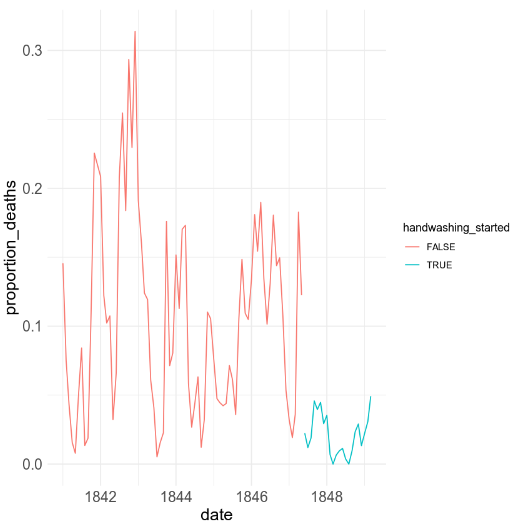 0.3
0.2
0.1
0.0
proportion_deaths
1842 1844 1846 1848
date
handwashing_started
FALSE
TRUE